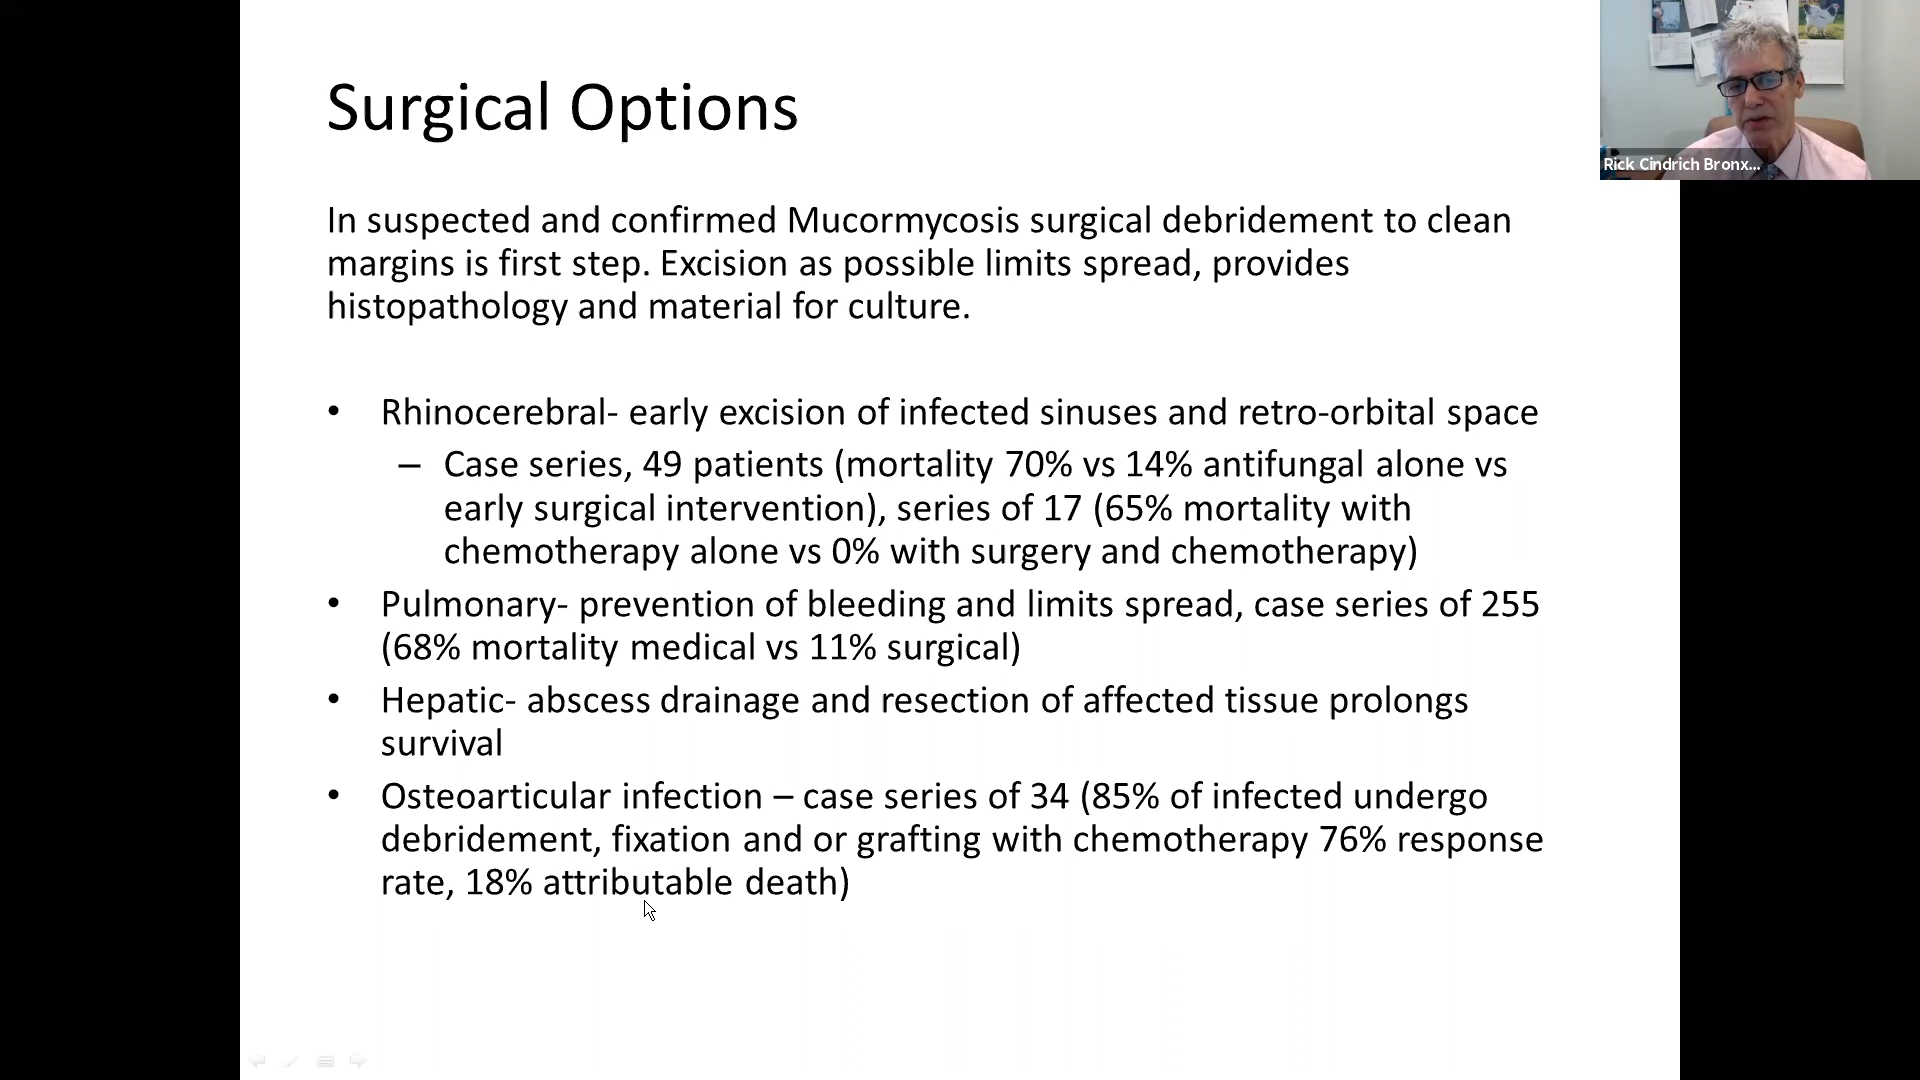 Surgical Options
Rick Cindrich Bronx...
In suspected and confirmed Mucormycosis surgical debridement to clean
margins is first step. Excision as possible limits spread, provides
histopathology and material for culture.
• Rhinocerebral- early excision of infected sinuses and retro-orbital space
– Case series, 49 patients (mortality 70% vs 14% antifungal alone vs
early surgical intervention), series of 17 (65% mortality with
chemotherapy alone vs 0% with surgery and chemotherapy)
• Pulmonary- prevention of bleeding and limits spread, case series of 255
(68% mortality medical vs 11% surgical)
• Hepatic- abscess drainage and resection of affected tissue prolongs
survival
• Osteoarticular infection – case series of 34 (85% of infected undergo
debridement, fixation and or grafting with chemotherapy 76% response
rate, 18% attributable death)